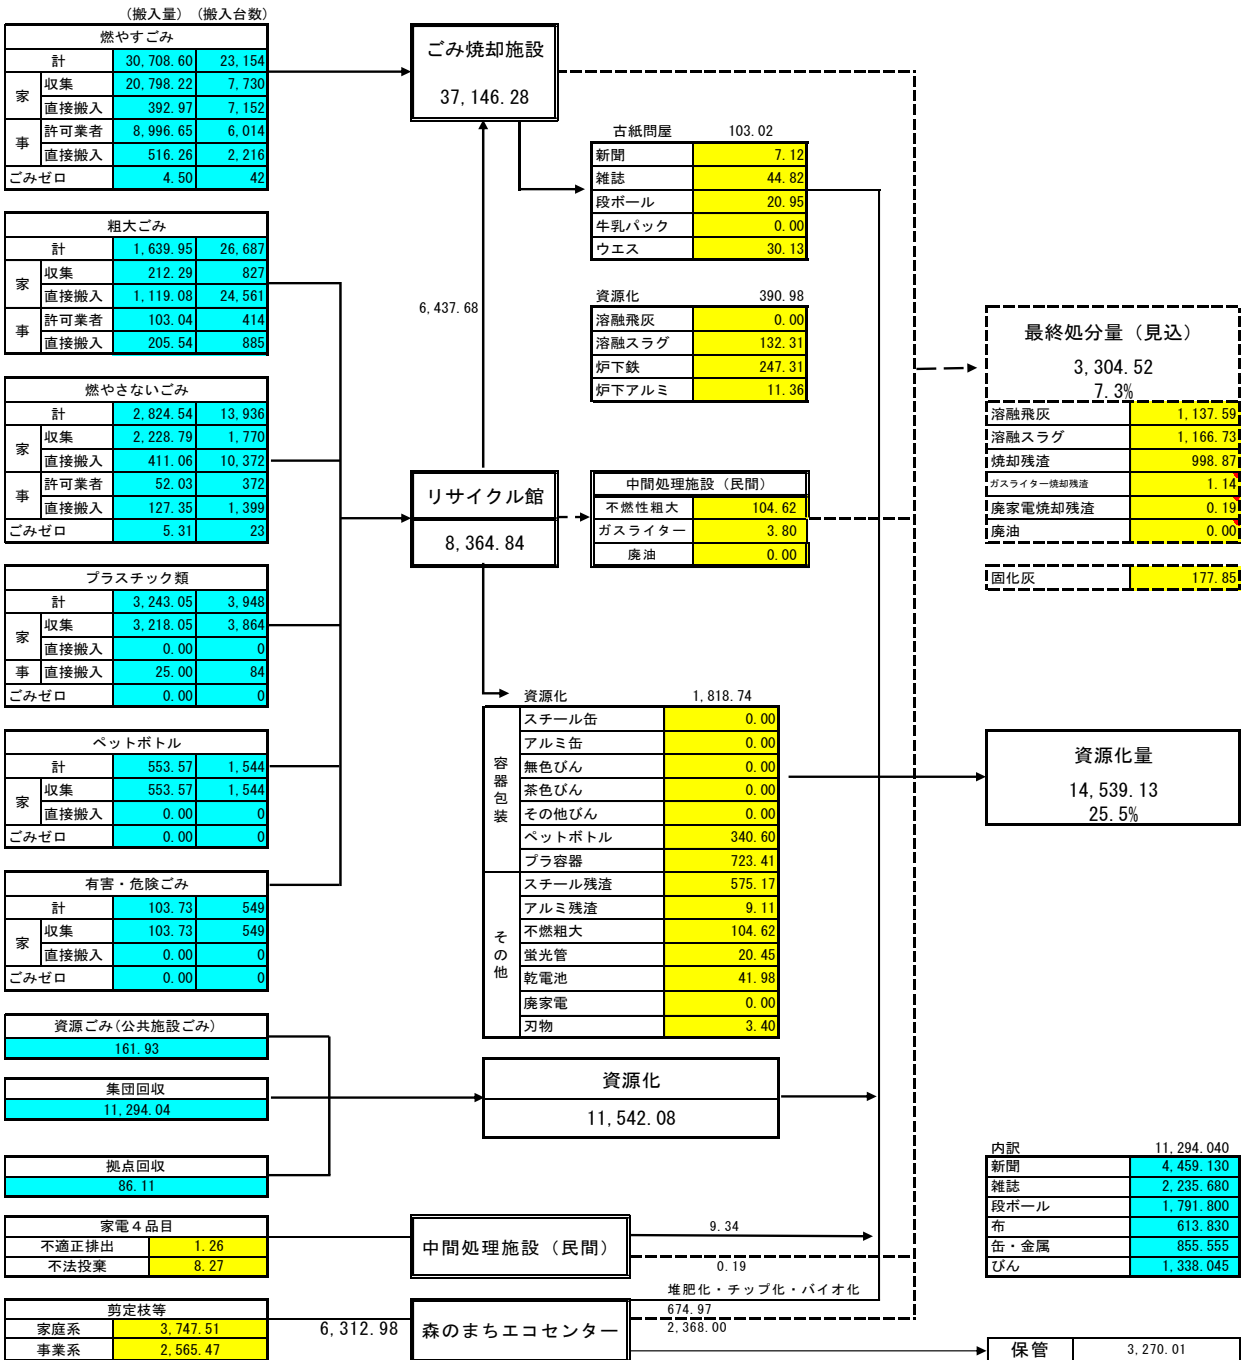 (搬入量) (搬入台数)
燃やすごみ
計 30,708.60 23,154
家 収集 20,798.22 7,730
直接搬入 392.97 7,152
事 許可業者 8,996.65 6,014
直接搬入 516.26 2,216
ごみゼロ 4.50 42
粗大ごみ
計 1,639.95 26,687
家 収集 212.29 827
直接搬入 1,119.08 24,561
事 許可業者 103.04 414
直接搬入 205.54 885
燃やさないごみ
計 2,824.54 13,936
家 収集 2,228.79 1,770
直接搬入 411.06 10,372
事 許可業者 52.03 372
直接搬入 127.35 1,399
ごみゼロ 5.31 23
プラスチック類
計 3,243.05 3,948
家 収集 3,218.05 3,864
直接搬入 0.00 0
事 直接搬入 25.00 84
ごみゼロ 0.00 0
ペットボトル
計 553.57 1,544
家 収集 553.57 1,544
直接搬入 0.00 0
ごみゼロ 0.00 0
有害・危険ごみ
計 103.73 549
家 収集 103.73 549
直接搬入 0.00 0
ごみゼロ 0.00 0
資源ごみ(公共施設ごみ)
161.93
集団回収
11,294.04
拠点回収
86.11
家電4品目
不適正排出 1.26
不法投棄 8.27
剪定枝等
家庭系 3,747.51
事業系 2,565.47
6,312.98
ごみ焼却施設
37,146.28
6,437.68
リサイクル館
8,364.84
古紙問屋 103.02
新聞 7.12
雑誌 44.82
段ボール 20.95
牛乳パック 0.00
ウエス 30.13
資源化 390.98
溶融飛灰 0.00
溶融スラグ 132.31
炉下鉄 247.31
炉下アルミ 11.36
中間処理施設（民間）
不燃性粗大 104.62
ガスライター 3.80
廃油 0.00
資源化 1,818.74
容器包装 スチール缶 0.00
アルミ缶 0.00
無色びん 0.00
茶色びん 0.00
その他びん 0.00
ペットボトル 340.60
プラ容器 723.41
その他 スチール残渣 575.17
アルミ残渣 9.11
不燃粗大 104.62
蛍光管 20.45
乾電池 41.98
廃家電 0.00
刃物 3.40
資源化
11,542.08
中間処理施設（民間）
9.34
0.19
森のまちエコセンター
堆肥化・チップ化・バイオ化
674.97
2,368.00
最終処分量（見込）
3,304.52
7.3%
溶融飛灰 1,137.59
溶融スラグ 1,166.73
焼却残渣 998.87
ガスライター焼却残渣 1.14
廃家電焼却残渣 0.19
廃油 0.00
固化灰 177.85
資源化量
14,539.13
25.5%
内訳 11,294.040
新聞 4,459.130
雑誌 2,235.680
段ボール 1,791.800
布 613.830
缶・金属 855.555
びん 1,338.045
保管 3,270.01